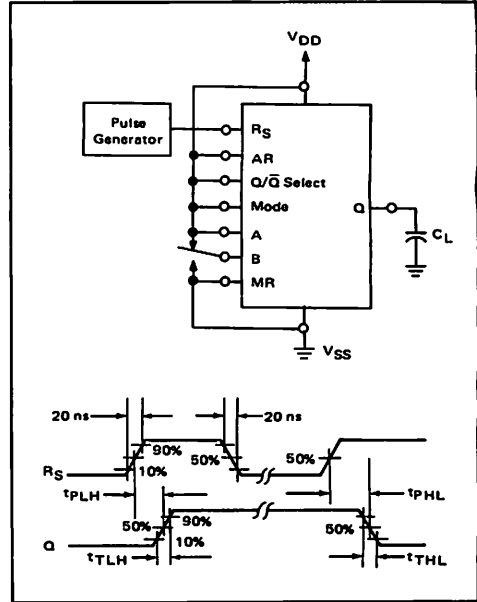 VDD
Pulse
Generator
RS
AR
Q/Q̅ Select
Mode
A
B
MR
Q
CL
VSS
20 ns
20 ns
90%
50%
50%
10%
RS
tPLH
tPHL
90%
50%
50%
10%
Q
tTLH
tTHL